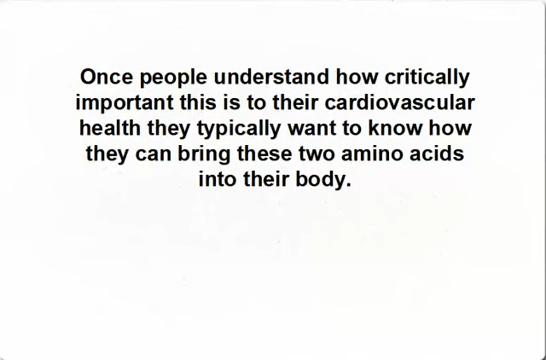 Once people understand how critically
important this is to their cardiovascular
health they typically want to know how
they can bring these two amino acids
into their body.